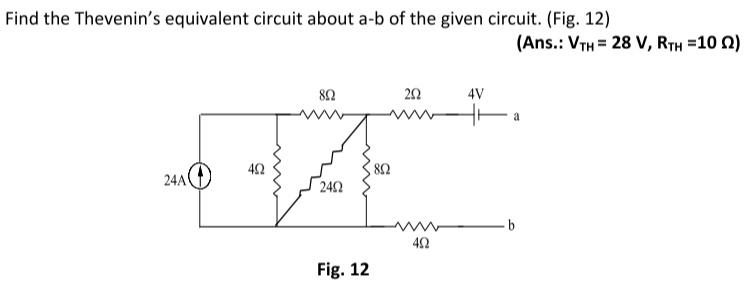 Find the Thevenin’s equivalent circuit about a-b of the given circuit. (Fig. 12)
(Ans.: VTH = 28 V, RTH =10 Ω)
8Ω 2Ω 4V
a
4Ω 8Ω
24A
24Ω
b
4Ω
Fig. 12